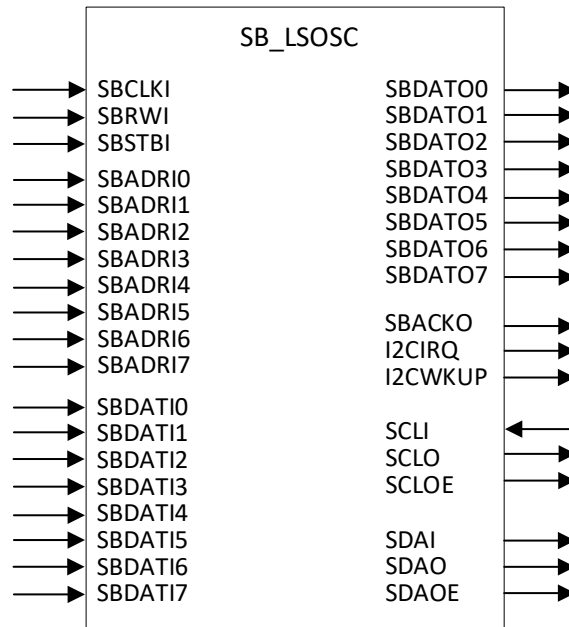 SB_LSOSC
SBCLKI
SBRWI
SBSTBI
SBADRI0
SBADRI1
SBADRI2
SBADRI3
SBADRI4
SBADRI5
SBADRI6
SBADRI7
SBDATI0
SBDATI1
SBDATI2
SBDATI3
SBDATI4
SBDATI5
SBDATI6
SBDATI7
SBDATO0
SBDATO1
SBDATO2
SBDATO3
SBDATO4
SBDATO5
SBDATO6
SBDATO7
SBACKO
I2CIRQ
I2CWKUP
SCLI
SCLO
SCLOE
SDAI
SDAO
SDAOE